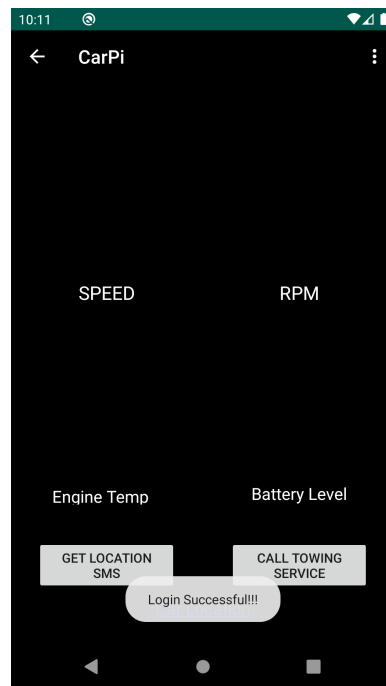 10:11
CarPi
SPEED RPM
Engine Temp Battery Level
GET LOCATION
SMS
CALL TOWING
SERVICE
Login Successful!!!